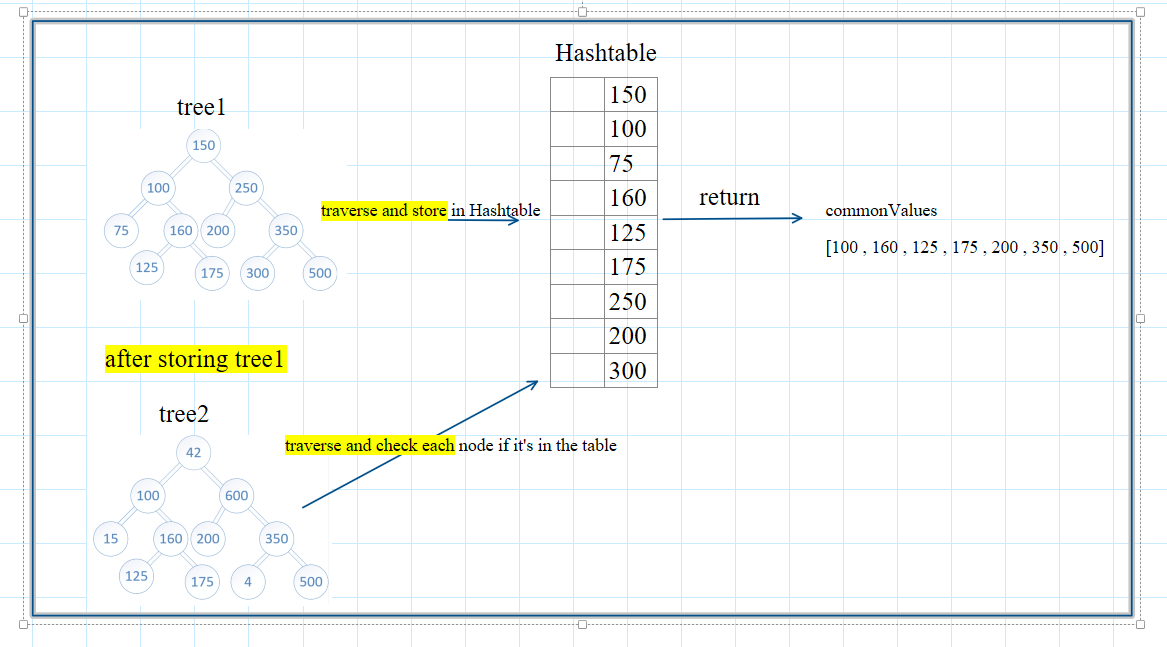 Hashtable
150
100
75
160
125
175
250
200
300
tree1
150
100 250
75 160 200 350
125 175 300 500
traverse and store in Hashtable
return
commonValues
[100 , 160 , 125 , 175 , 200 , 350 , 500]
after storing tree1
tree2
42
100 600
15 160 200 350
125 175 4 500
traverse and check each node if it's in the table